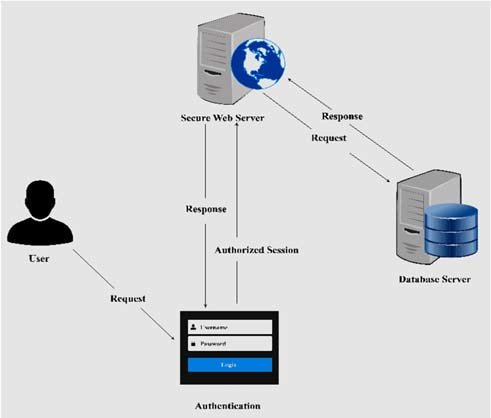 Secure Web Server
Response
Request
Response
Authorized Session
User
Database Server
Request
Username
Password
Login
Authentication